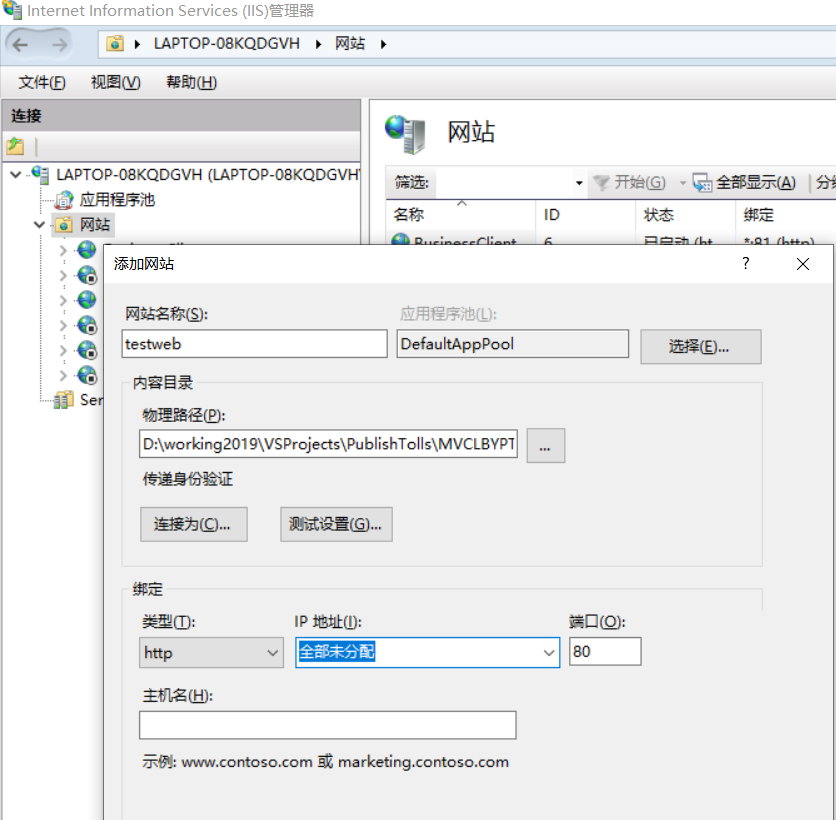 Internet Information Services (IIS)管理器
LAPTOP-08KQDGVH 网站
文件(F) 视图(V) 帮助(H)
连接
LAPTOP-08KQDGVH (LAPTOP-08KQDGVH\
应用程序池
网站
网站
筛选: 开始(G) 全部显示(A)
名称 ID 状态 绑定
BusinessClient 6 已启动 (ht *:81 (http)
添加网站 ?
网站名称(S): 应用程序池(L):
testweb DefaultAppPool 选择(E)...
内容目录
物理路径(P):
D:\working2019\VSProjects\PublishTolls\MVCLBYPT ...
传递身份验证
连接为(C)... 测试设置(G)...
绑定
类型(T): IP 地址(I): 端口(O):
http 全部未分配 80
主机名(H):
示例: www.contoso.com 或 marketing.contoso.com